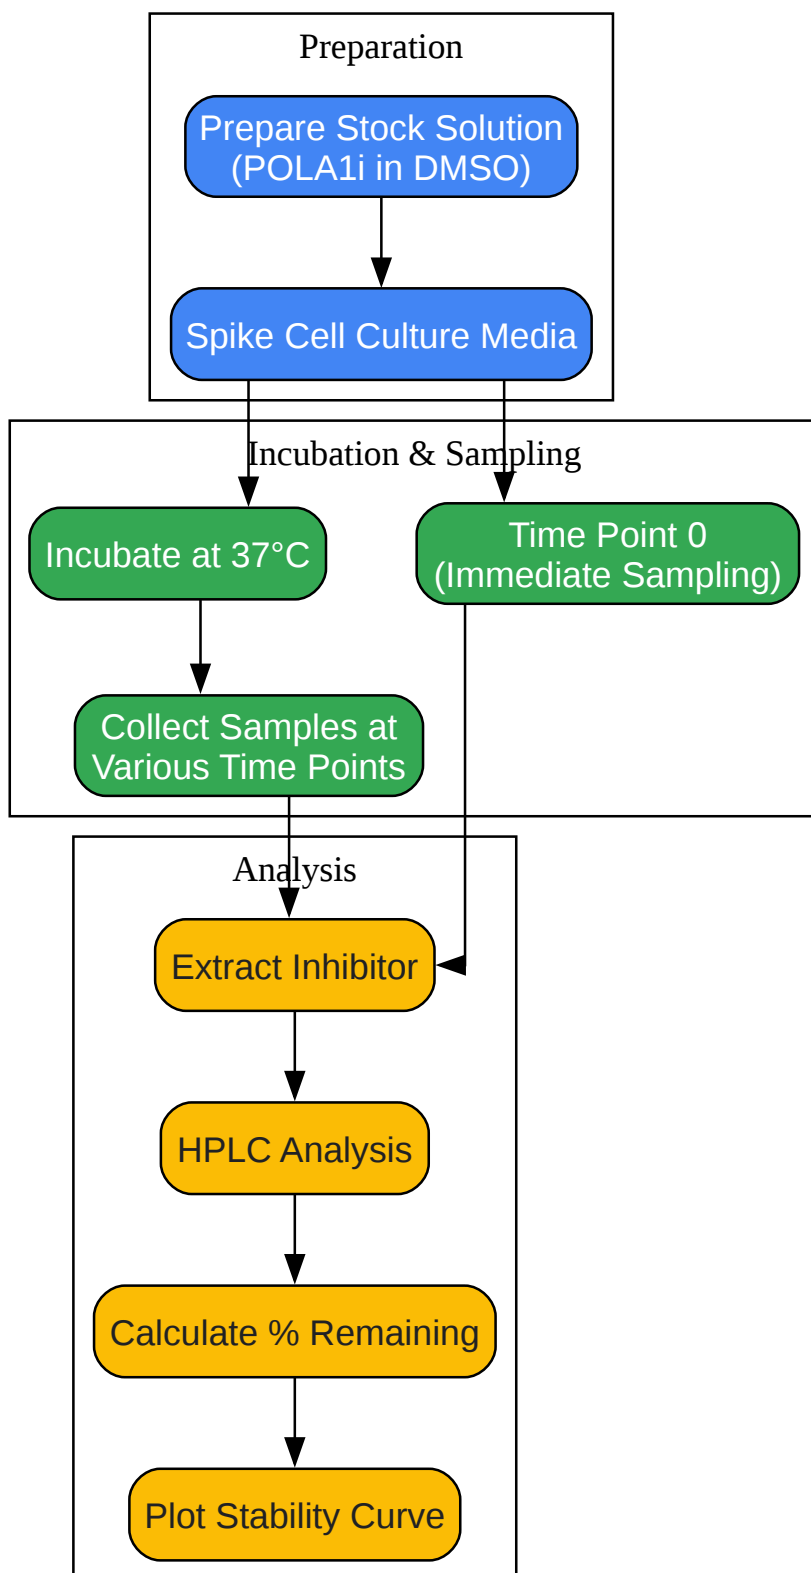 Preparation
Prepare Stock Solution
(POLA1i in DMSO)
Spike Cell Culture Media
Incubation & Sampling
Incubate at 37°C
Time Point 0
(Immediate Sampling)
Collect Samples at
Various Time Points
Analysis
Extract Inhibitor
HPLC Analysis
Calculate % Remaining
Plot Stability Curve